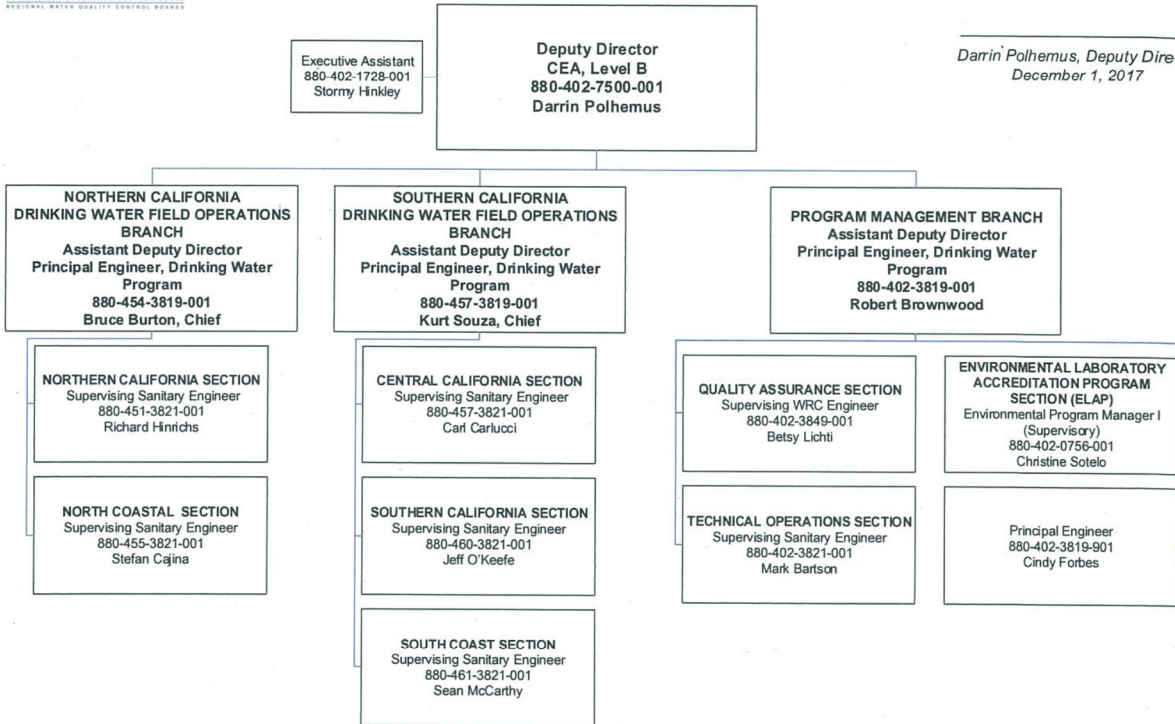 REGIONAL WATER QUALITY CONTROL BOARDS
Executive Assistant
880-402-1728-001
Stormy Hinkley
Deputy Director
CEA, Level B
880-402-7500-001
Darrin Polhemus
Darrin Polhemus, Deputy Dire
December 1, 2017
NORTHERN CALIFORNIA
DRINKING WATER FIELD OPERATIONS
BRANCH
Assistant Deputy Director
Principal Engineer, Drinking Water
Program
880-454-3819-001
Bruce Burton, Chief
SOUTHERN CALIFORNIA
DRINKING WATER FIELD OPERATIONS
BRANCH
Assistant Deputy Director
Principal Engineer, Drinking Water
Program
880-457-3819-001
Kurt Souza, Chief
PROGRAM MANAGEMENT BRANCH
Assistant Deputy Director
Principal Engineer, Drinking Water
Program
880-402-3819-001
Robert Brownwood
NORTHERN CALIFORNIA SECTION
Supervising Sanitary Engineer
880-451-3821-001
Richard Hinrichs
CENTRAL CALIFORNIA SECTION
Supervising Sanitary Engineer
880-457-3821-001
Carl Carlucci
QUALITY ASSURANCE SECTION
Supervising WRC Engineer
880-402-3849-001
Betsy Lichti
ENVIRONMENTAL LABORATORY
ACCREDITATION PROGRAM
SECTION (ELAP)
Environmental Program Manager I
(Supervisory)
880-402-0756-001
Christine Sotelo
NORTH COASTAL SECTION
Supervising Sanitary Engineer
880-455-3821-001
Stefan Cajina
SOUTHERN CALIFORNIA SECTION
Supervising Sanitary Engineer
880-460-3821-001
Jeff O'Keefe
TECHNICAL OPERATIONS SECTION
Supervising Sanitary Engineer
880-402-3821-001
Mark Bartson
Principal Engineer
880-402-3819-901
Cindy Forbes
SOUTH COAST SECTION
Supervising Sanitary Engineer
880-461-3821-001
Sean McCarthy